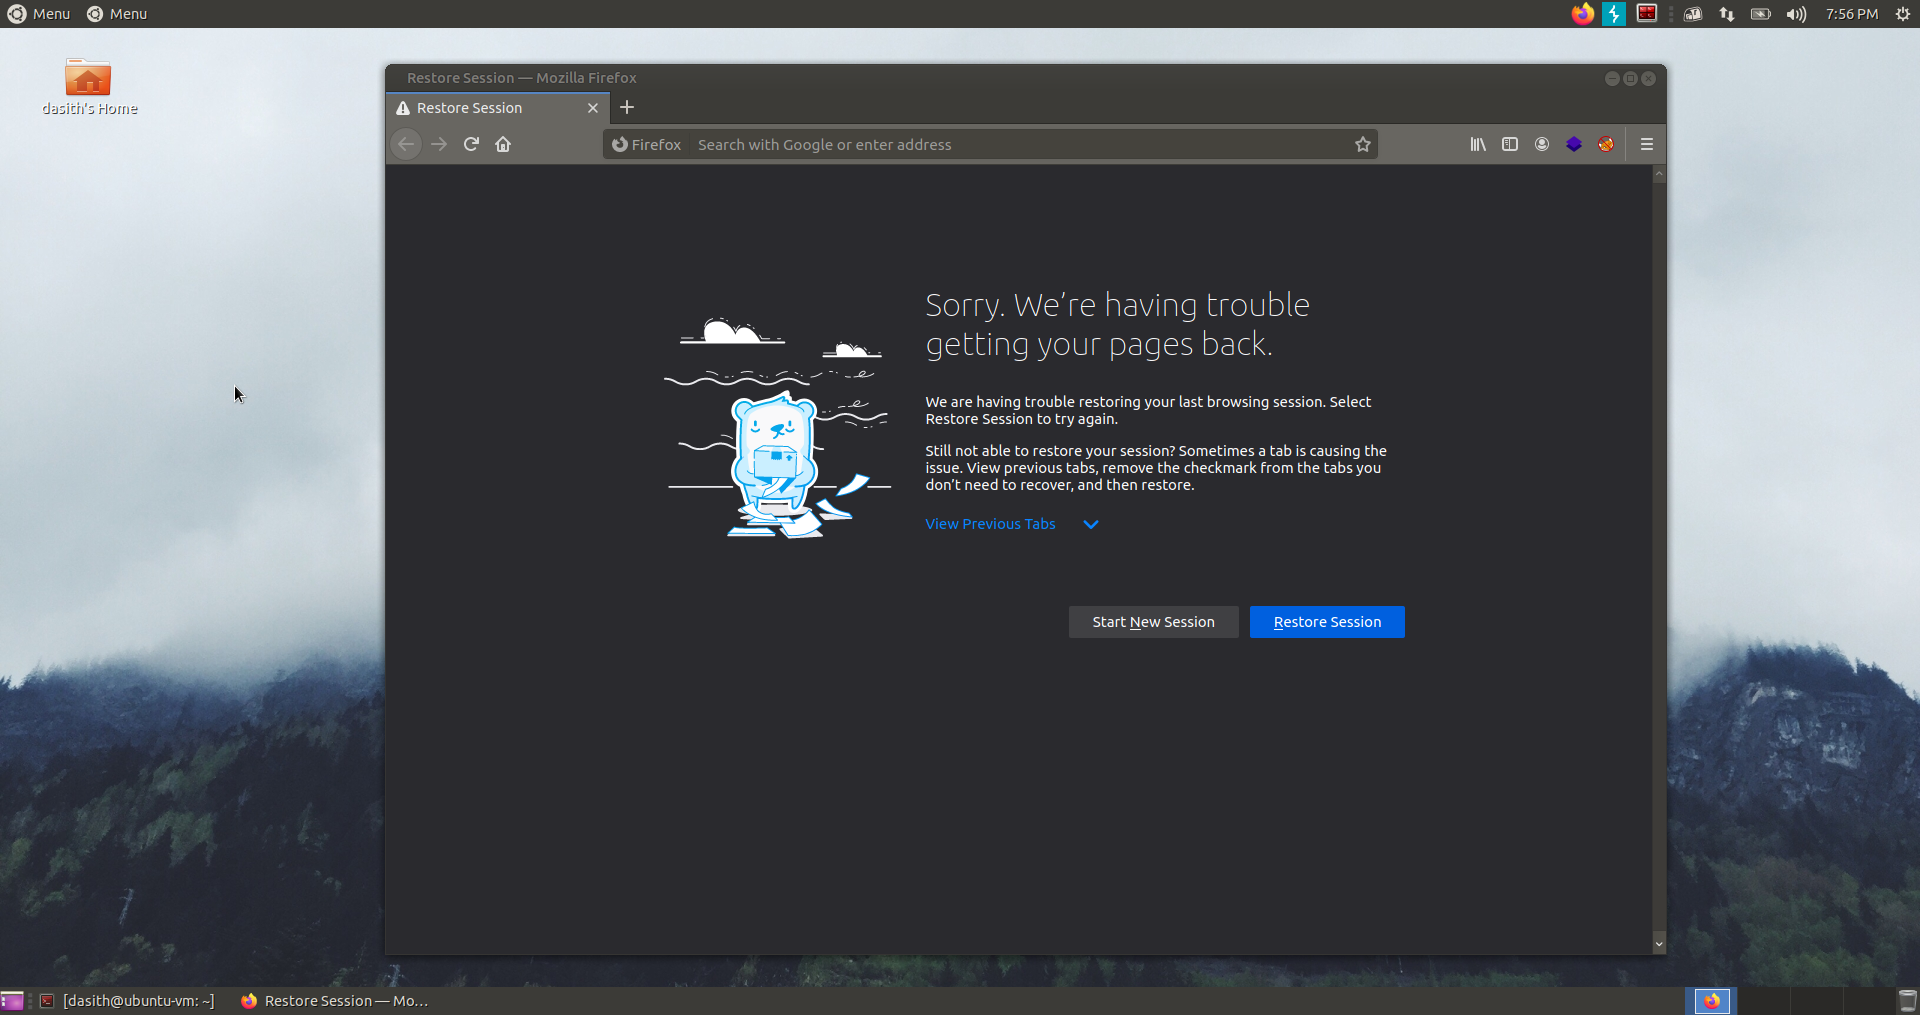 Menu Menu 7:56 PM
dasith's Home
Restore Session — Mozilla Firefox
Restore Session
Firefox Search with Google or enter address
Sorry. We’re having trouble
getting your pages back.
We are having trouble restoring your last browsing session. Select
Restore Session to try again.
Still not able to restore your session? Sometimes a tab is causing the
issue. View previous tabs, remove the checkmark from the tabs you
don’t need to recover, and then restore.
View Previous Tabs
Start New Session Restore Session
[dasith@ubuntu-vm: ~] Restore Session — Mo...